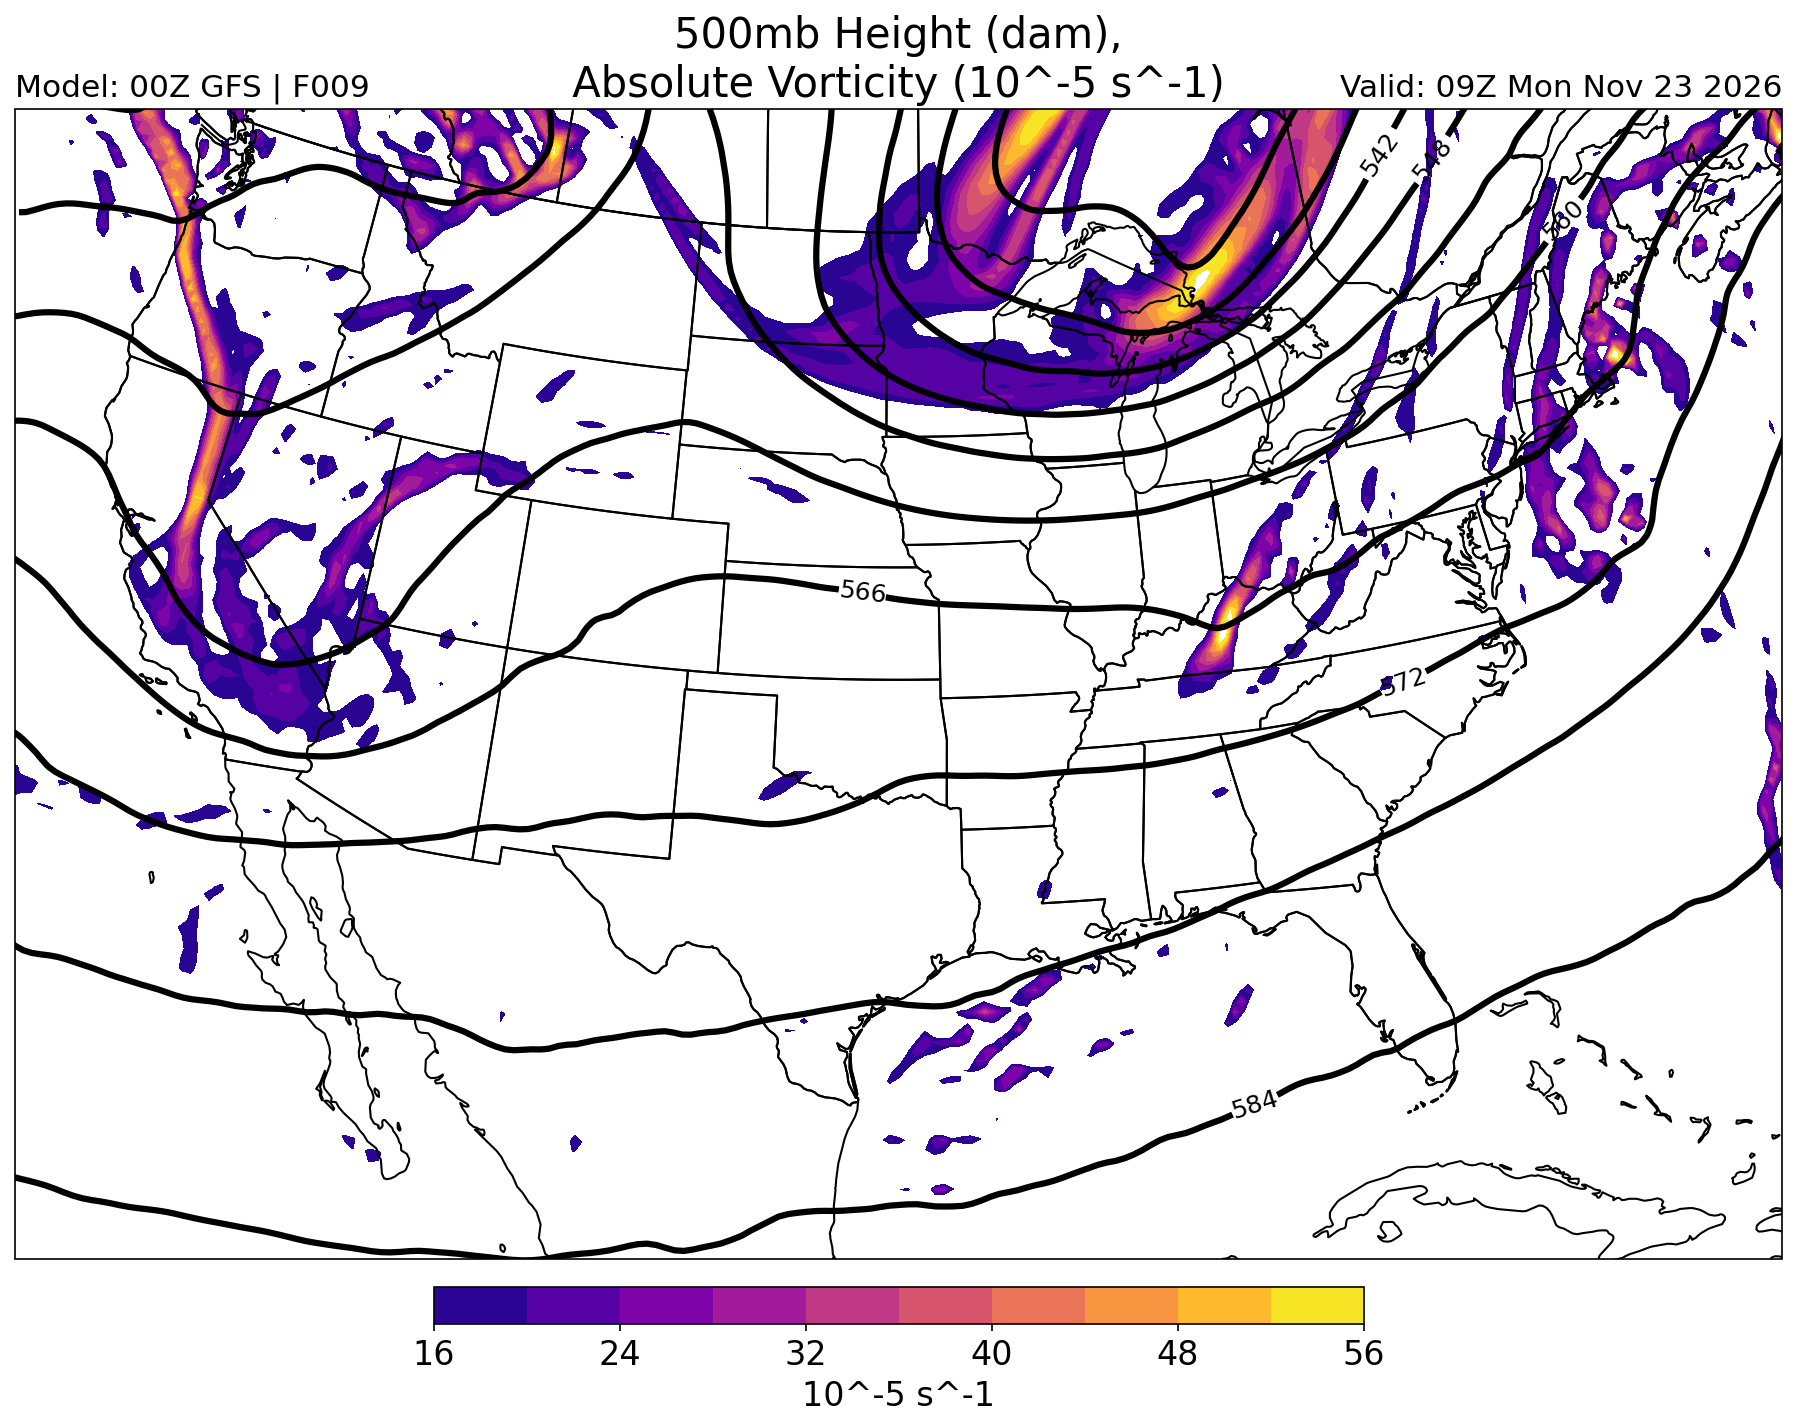 500mb Height (dam),
Absolute Vorticity (10^-5 s^-1)
Model: 00Z GFS | F009
Valid: 09Z Mon Nov 23 2026
542
548
560
566
572
584
16 24 32 40 48 56
10^-5 s^-1